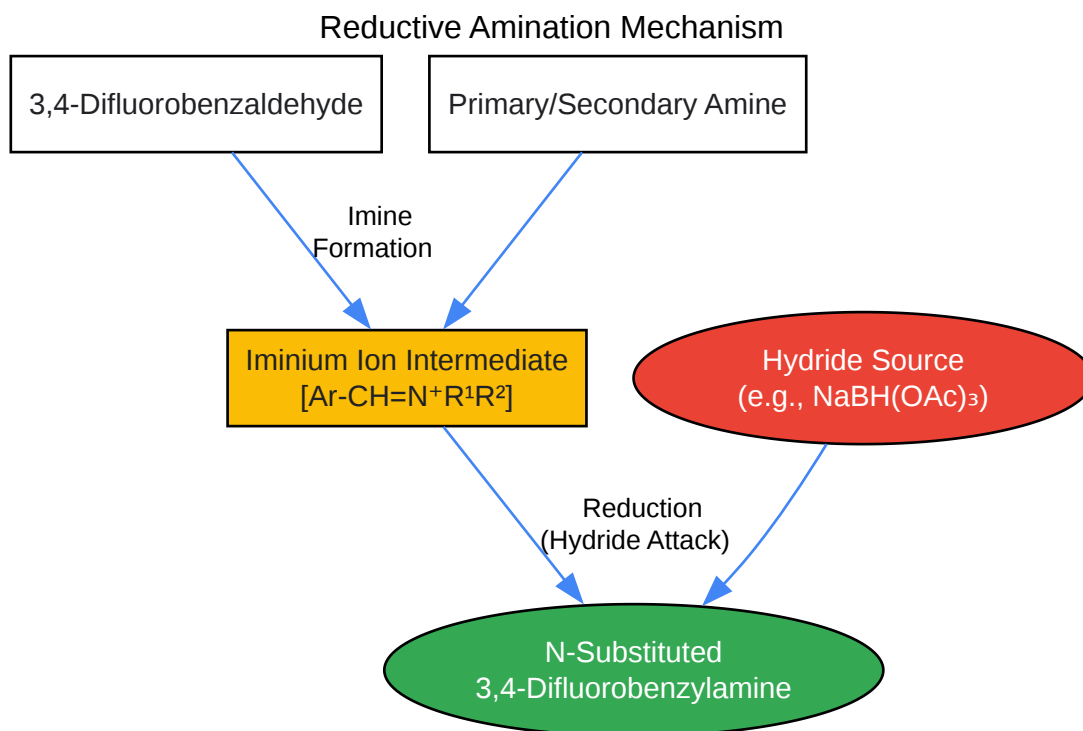 Reductive Amination Mechanism
3,4-Difluorobenzaldehyde
Primary/Secondary Amine
Imine
Formation
Iminium Ion Intermediate
[Ar-CH=N⁺R¹R²]
Hydride Source
(e.g., NaBH(OAc)₃)
Reduction
(Hydride Attack)
N-Substituted
3,4-Difluorobenzylamine